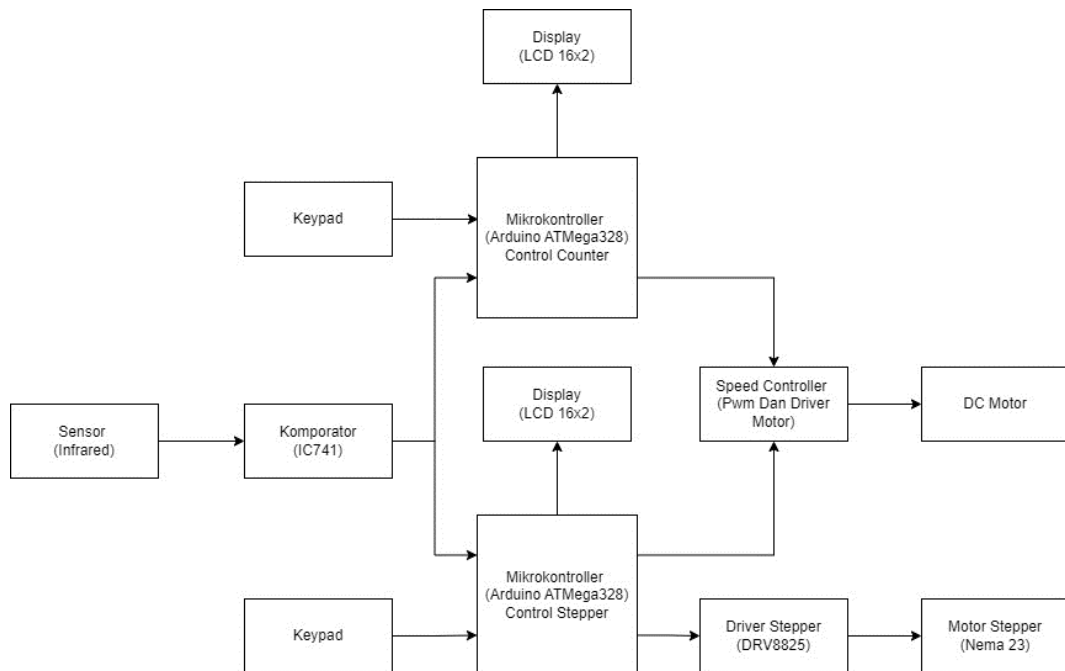 Display
(LCD 16x2)
Keypad
Mikrokontroller
(Arduino ATMega328)
Control Counter
Sensor
(Infrared)
Komporator
(IC741)
Display
(LCD 16x2)
Speed Controller
(Pwm Dan Driver
Motor)
DC Motor
Keypad
Mikrokontroller
(Arduino ATMega328)
Control Stepper
Driver Stepper
(DRV8825)
Motor Stepper
(Nema 23)